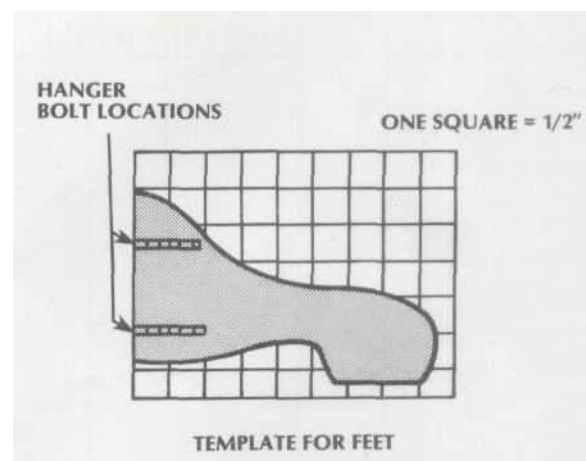 HANGER
BOLT LOCATIONS
ONE SQUARE = 1/2"
TEMPLATE FOR FEET